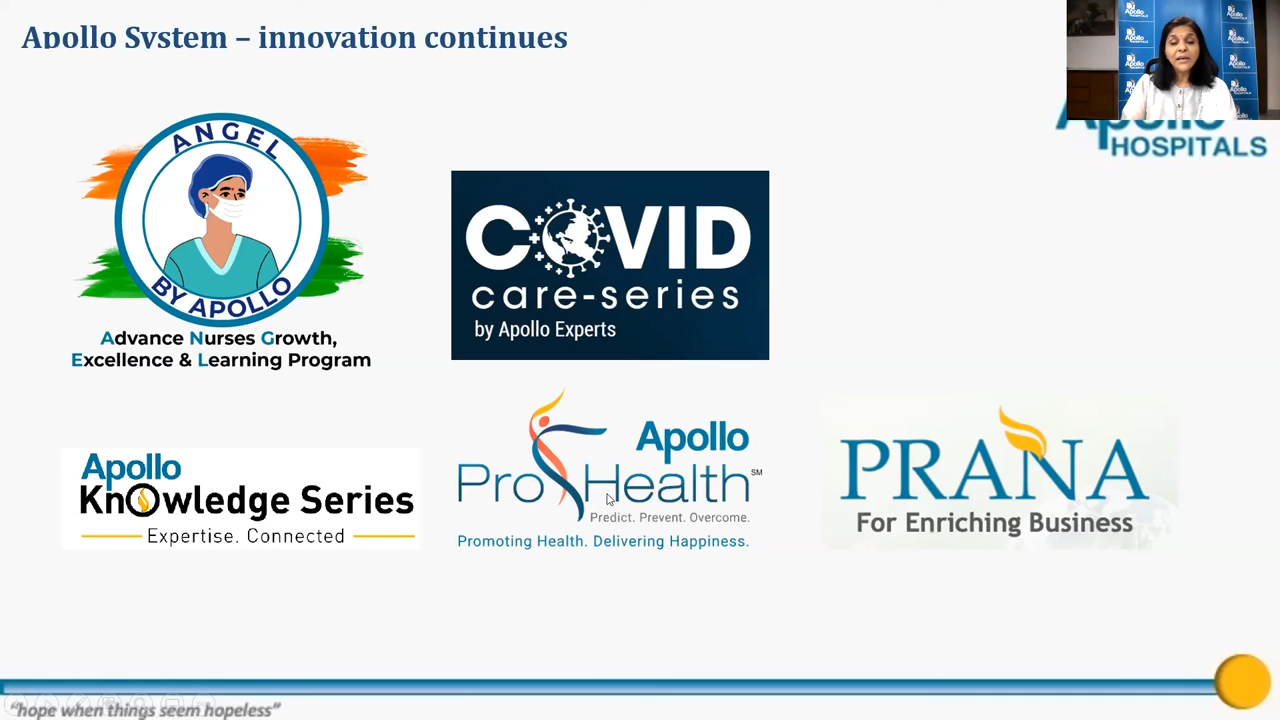 Apollo System – innovation continues
Apollo
HOSPITALS
ANGEL
BY APOLLO
Advance Nurses Growth,
Excellence & Learning Program
COVID
care-series
by Apollo Experts
Apollo
Knowledge Series
Expertise. Connected
Apollo
ProHealth SM
Predict. Prevent. Overcome.
Promoting Health. Delivering Happiness.
PRANA
For Enriching Business
"hope when things seem hopeless"